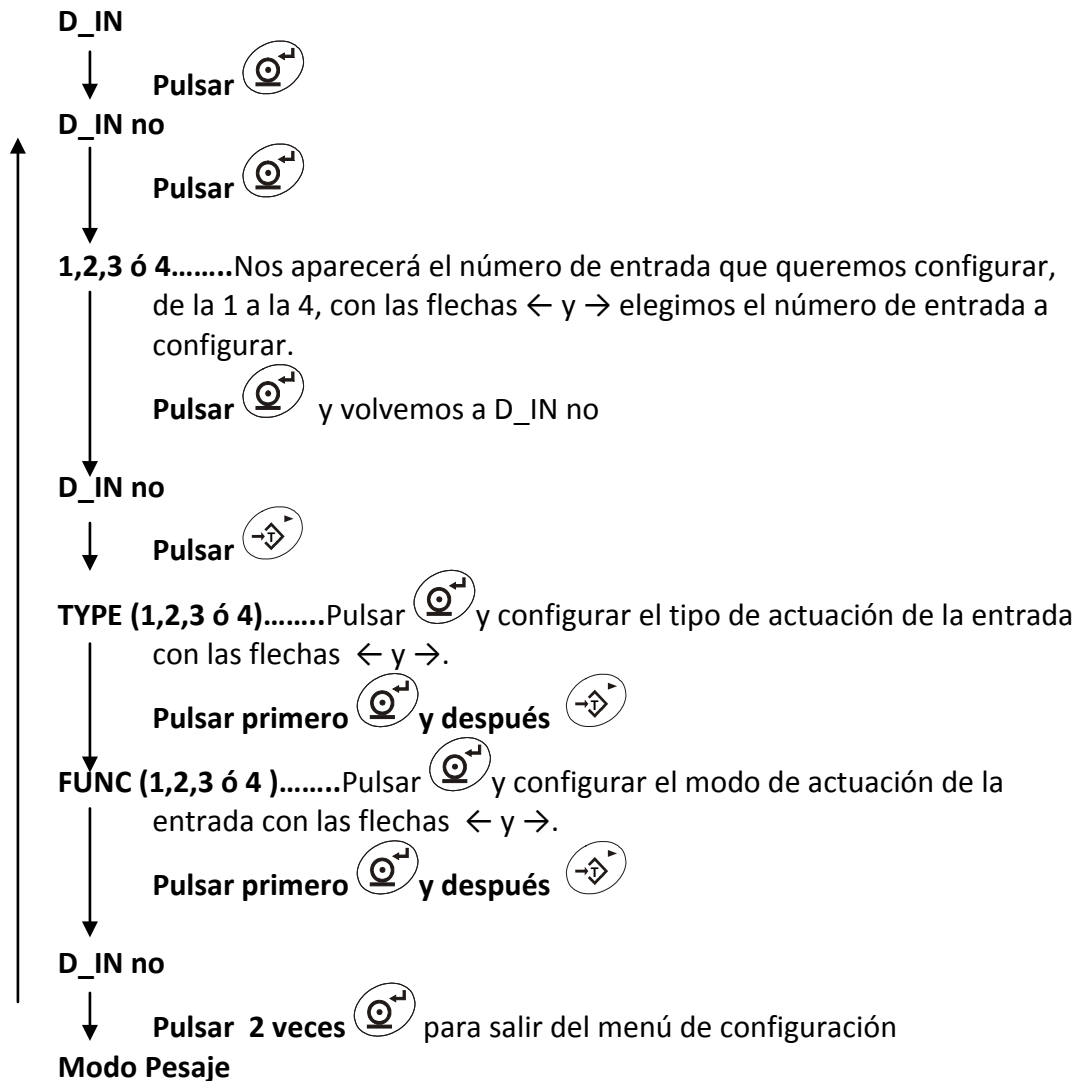 D_IN
Pulsar
D_IN no
Pulsar
1,2,3 ó 4........Nos aparecerá el número de entrada que queremos configurar,
de la 1 a la 4, con las flechas ← y → elegimos el número de entrada a
configurar.
Pulsar y volvemos a D_IN no
D_IN no
Pulsar →T
TYPE (1,2,3 ó 4)........Pulsar y configurar el tipo de actuación de la entrada
con las flechas ← y →.
Pulsar primero y después →T
FUNC (1,2,3 ó 4 )........Pulsar y configurar el modo de actuación de la
entrada con las flechas ← y →.
Pulsar primero y después →T
D_IN no
Pulsar 2 veces para salir del menú de configuración
Modo Pesaje